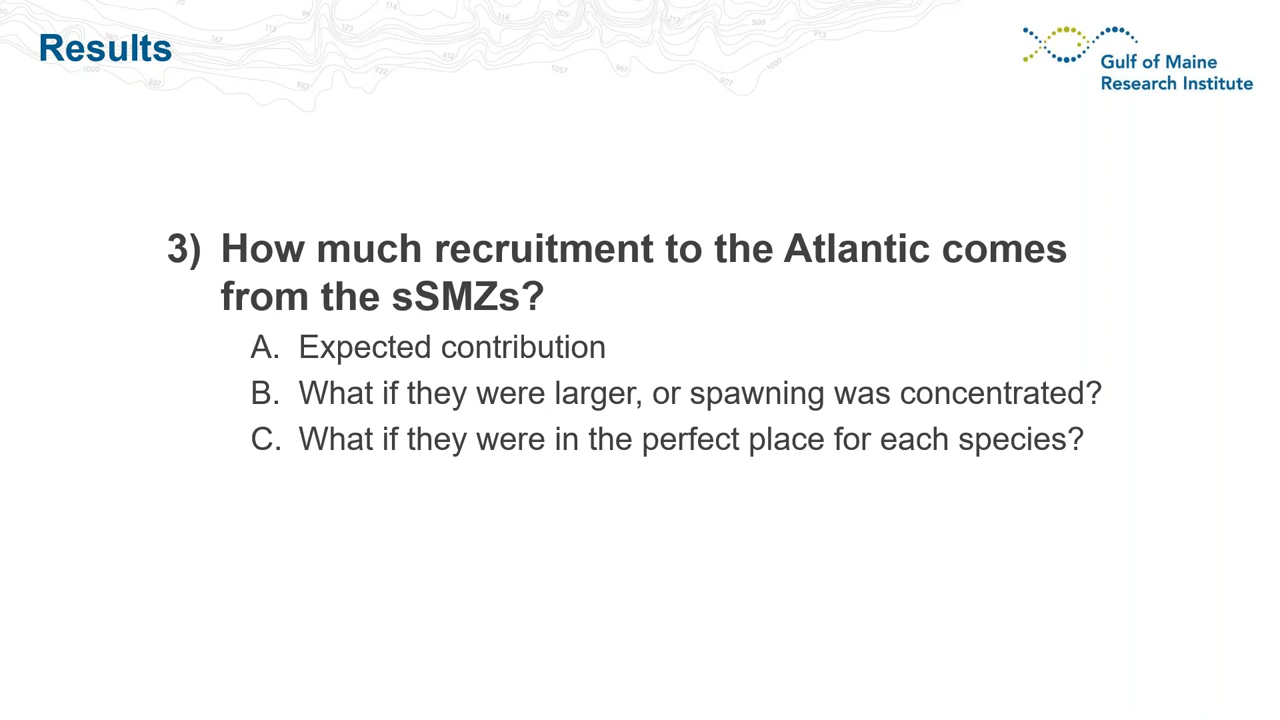 Results
Gulf of Maine
Research Institute
3) How much recruitment to the Atlantic comes
from the sSMZs?
A. Expected contribution
B. What if they were larger, or spawning was concentrated?
C. What if they were in the perfect place for each species?